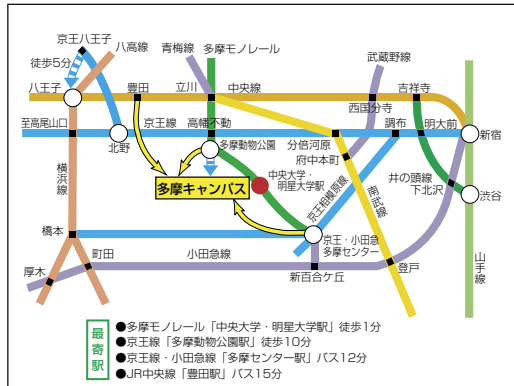 京王八王子
八高線
青梅線
多摩モノレール
武蔵野線
徒歩5分
八王子
豊田
立川
中央線
西国分寺
吉祥寺
至高尾山口
京王線
高幡不動
分倍河原
調布
明大前
新宿
北野
多摩動物公園
府中本町
横浜線
中央大学・
明星大学駅
京王相模原線
南武線
井の頭線
下北沢
渋谷
多摩キャンパス
橋本
京王・小田急
多摩センター
山手線
町田
小田急線
厚木
新百合ケ丘
登戸
最寄駅
●多摩モノレール「中央大学・明星大学駅」徒歩1分
●京王線「多摩動物公園駅」徒歩10分
●京王線・小田急線「多摩センター駅」バス12分
●JR中央線「豊田駅」バス15分